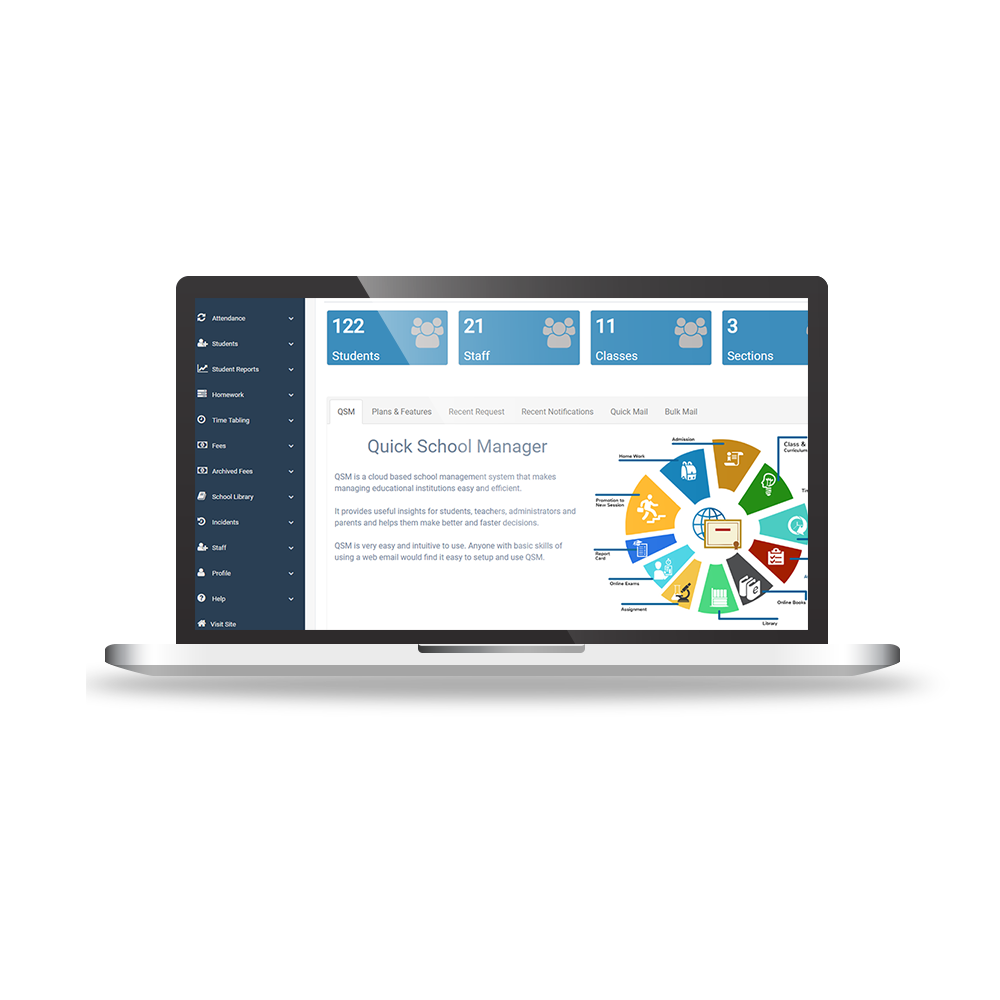 Attendance
Students
Student Reports
Homework
Time Tabling
Fees
Archived Fees
School Library
Incidents
Staff
Profile
Help
Visit Site
122
Students
21
Staff
11
Classes
3
Sections
QSM
Plans & Features
Recent Request
Recent Notifications
Quick Mail
Bulk Mail
Quick School Manager
QSM is a cloud based school management system that makes
managing educational institutions easy and efficient.
It provides useful insights for students, teachers, administrators and
parents and helps them make better and faster decisions.
QSM is very easy and intuitive to use. Anyone with basic skills of
using a web email would find it easy to setup and use QSM.
Admission
Home Work
Promotion to
New Session
Report
Card
Online Exams
Assignment
Library
Online Books
Class &
Curriculum